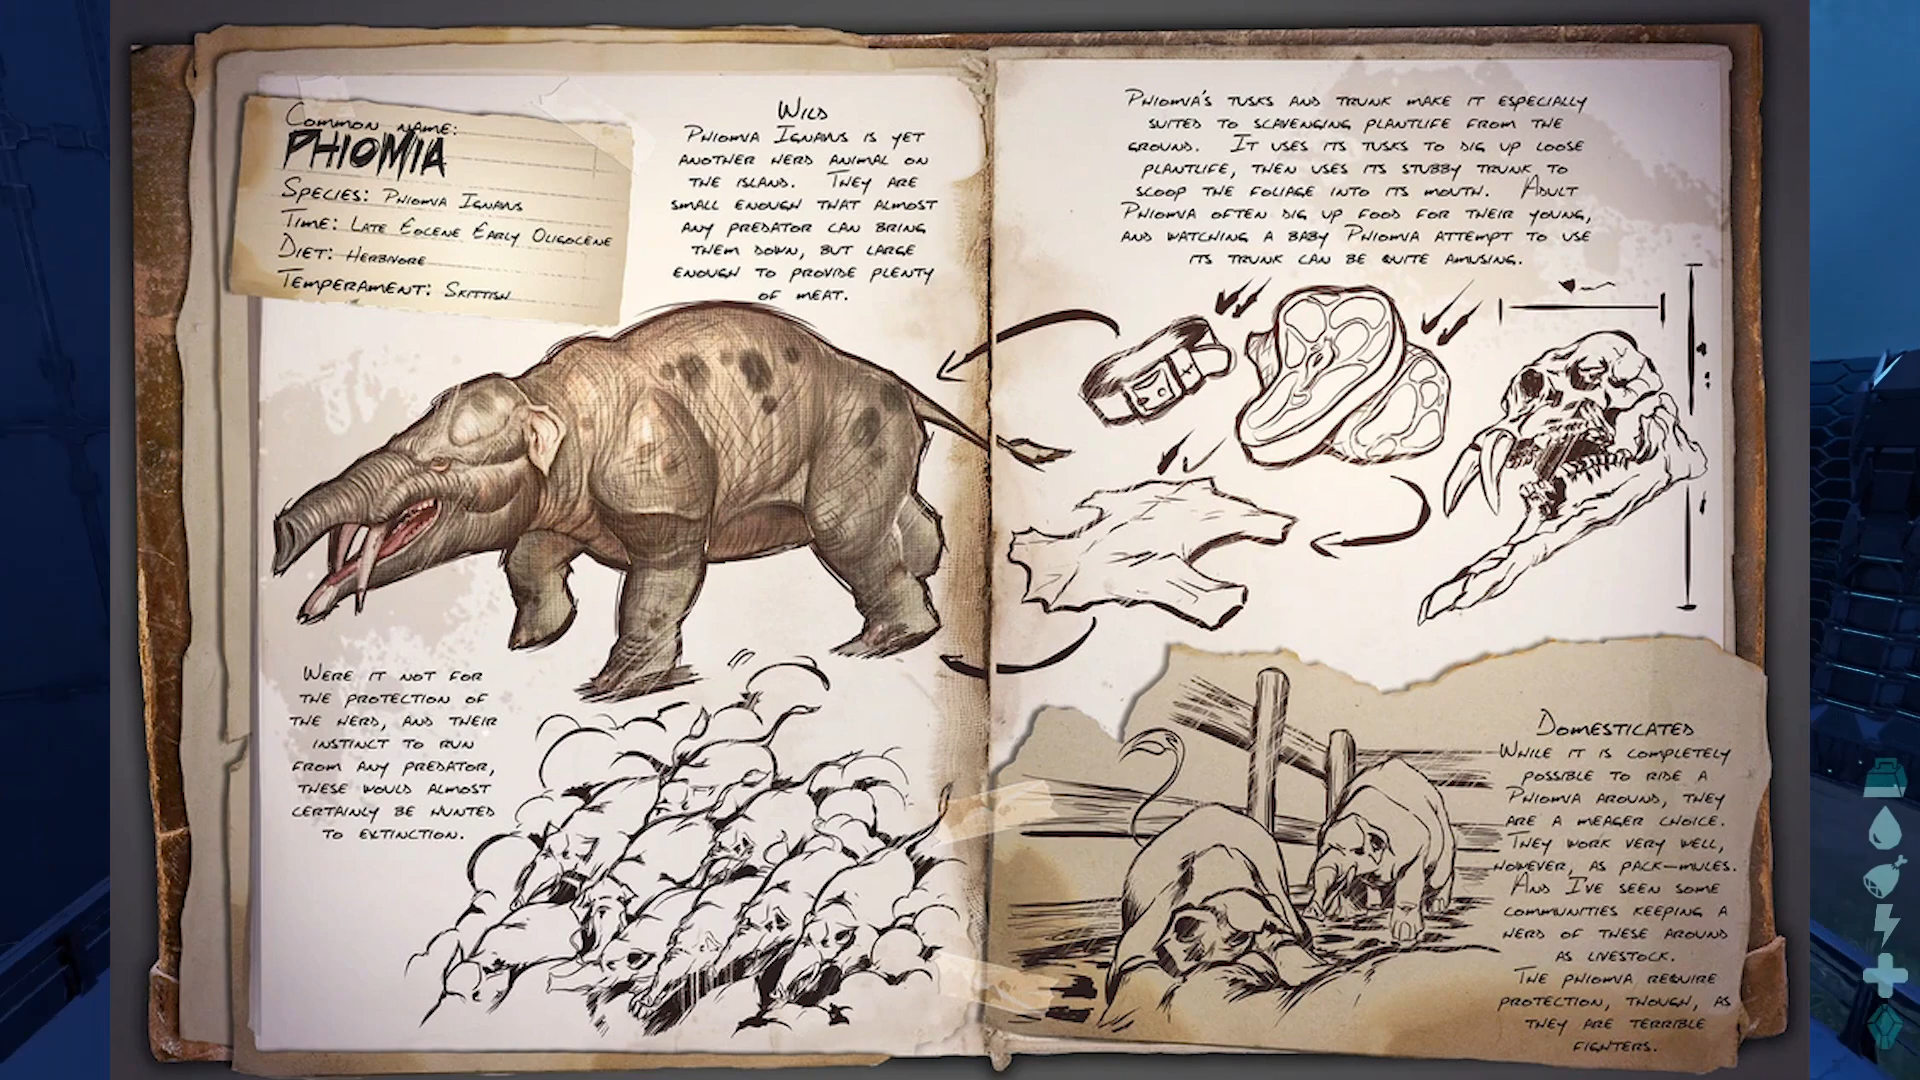 Common name:
PHIOMIA
Species: Phiomia Ignavus
Time: Late Eocene Early Oligocene
Diet: Herbivore
Temperament: Skittish
Wild
Phiomia Ignavus is yet
another herd animal on
the island. They are
small enough that almost
any predator can bring
them down, but large
enough to provide plenty
of meat.
Were it not for
the protection of
the herd, and their
instinct to run
from any predator,
these would almost
certainly be hunted
to extinction.
Phiomia's tusks and trunk make it especially
suited to scavenging plantlife from the
ground. It uses its tusks to dig up loose
plantlife, then uses its stubby trunk to
scoop the foliage into its mouth. Adult
Phiomia often dig up food for their young,
and watching a baby Phiomia attempt to use
its trunk can be quite amusing.
Domesticated
While it is completely
possible to ride a
Phiomia around, they
are a meager choice.
They work very well,
however, as pack-mules.
And I've seen some
communities keeping a
herd of these around
as livestock.
The phiomia require
protection, though, as
they are terrible
fighters.